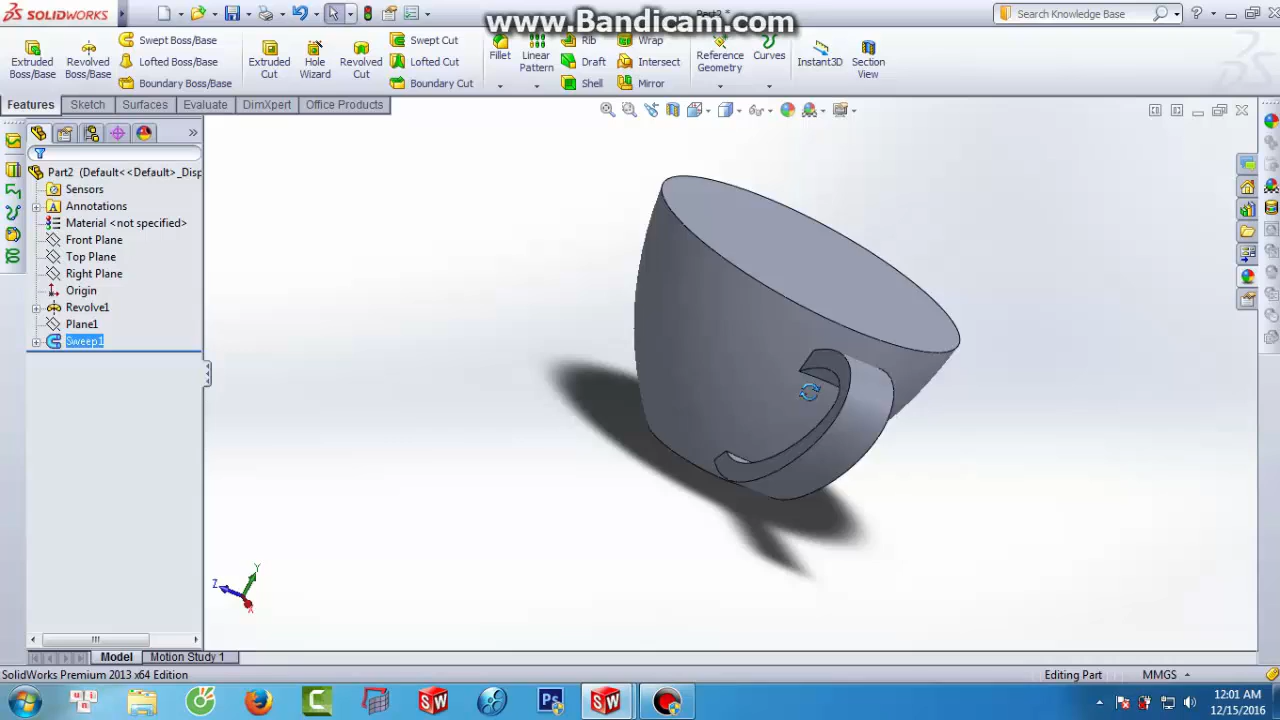 SOLIDWORKS
www.Bandicam.com
Search Knowledge Base
Extruded Boss/Base
Revolved Boss/Base
Swept Boss/Base
Lofted Boss/Base
Boundary Boss/Base
Extruded Cut
Hole Wizard
Revolved Cut
Swept Cut
Lofted Cut
Boundary Cut
Fillet
Linear Pattern
Rib
Draft
Shell
Wrap
Intersect
Mirror
Reference Geometry
Curves
Instant3D
Section View
Features
Sketch
Surfaces
Evaluate
DimXpert
Office Products
Part2 (Default<<Default>_Disp
Sensors
Annotations
Material <not specified>
Front Plane
Top Plane
Right Plane
Origin
Revolve1
Plane1
Sweep1
Y
Z
X
Model
Motion Study 1
SolidWorks Premium 2013 x64 Edition
Editing Part
MMGS
12:01 AM
12/15/2016